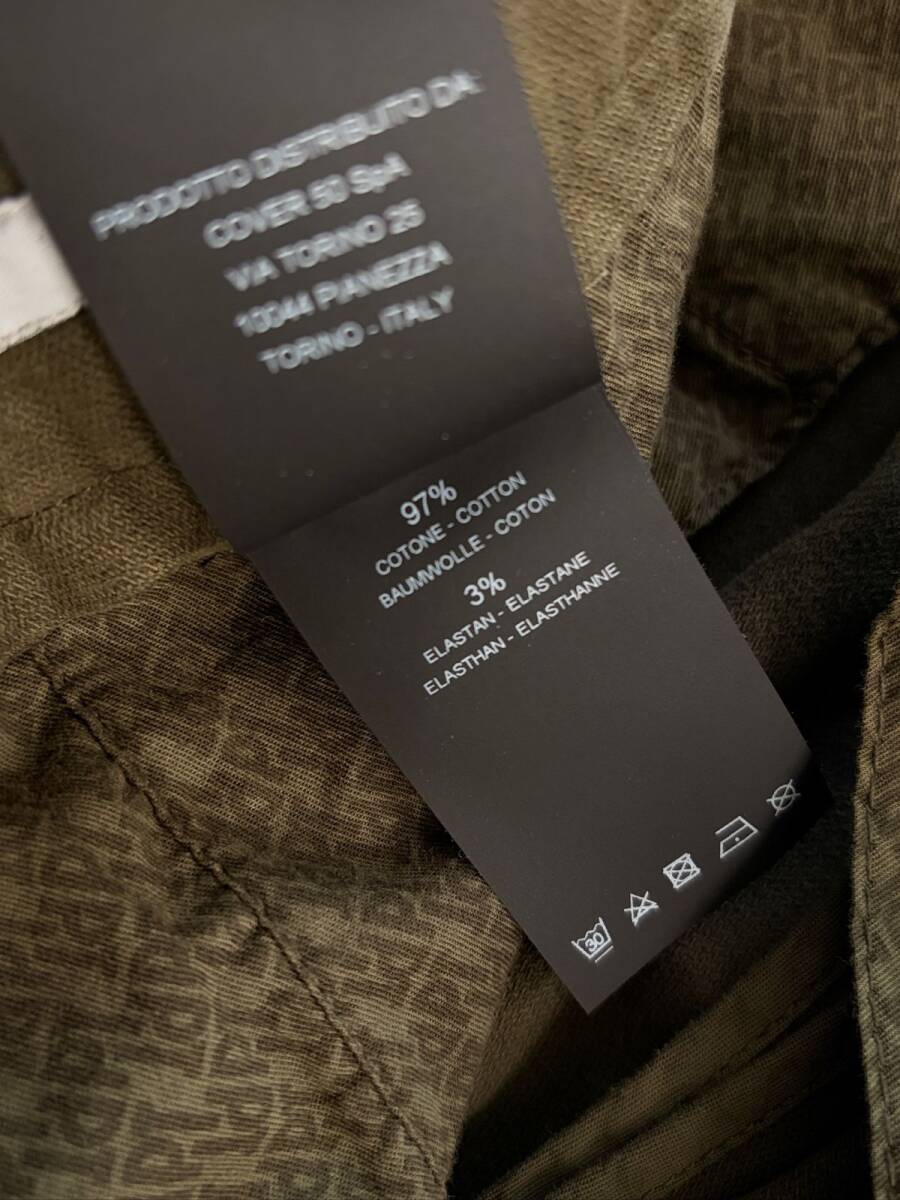 PRODOTTO DISTRIBUITO DA:
COVER 50 SpA
VIA TORINO 25
10044 PIANEZZA
TORINO - ITALY
97%
COTONE - COTTON
BAUMWOLLE - COTON
3%
ELASTAN - ELASTANE
ELASTHAN - ELASTHANNE
30